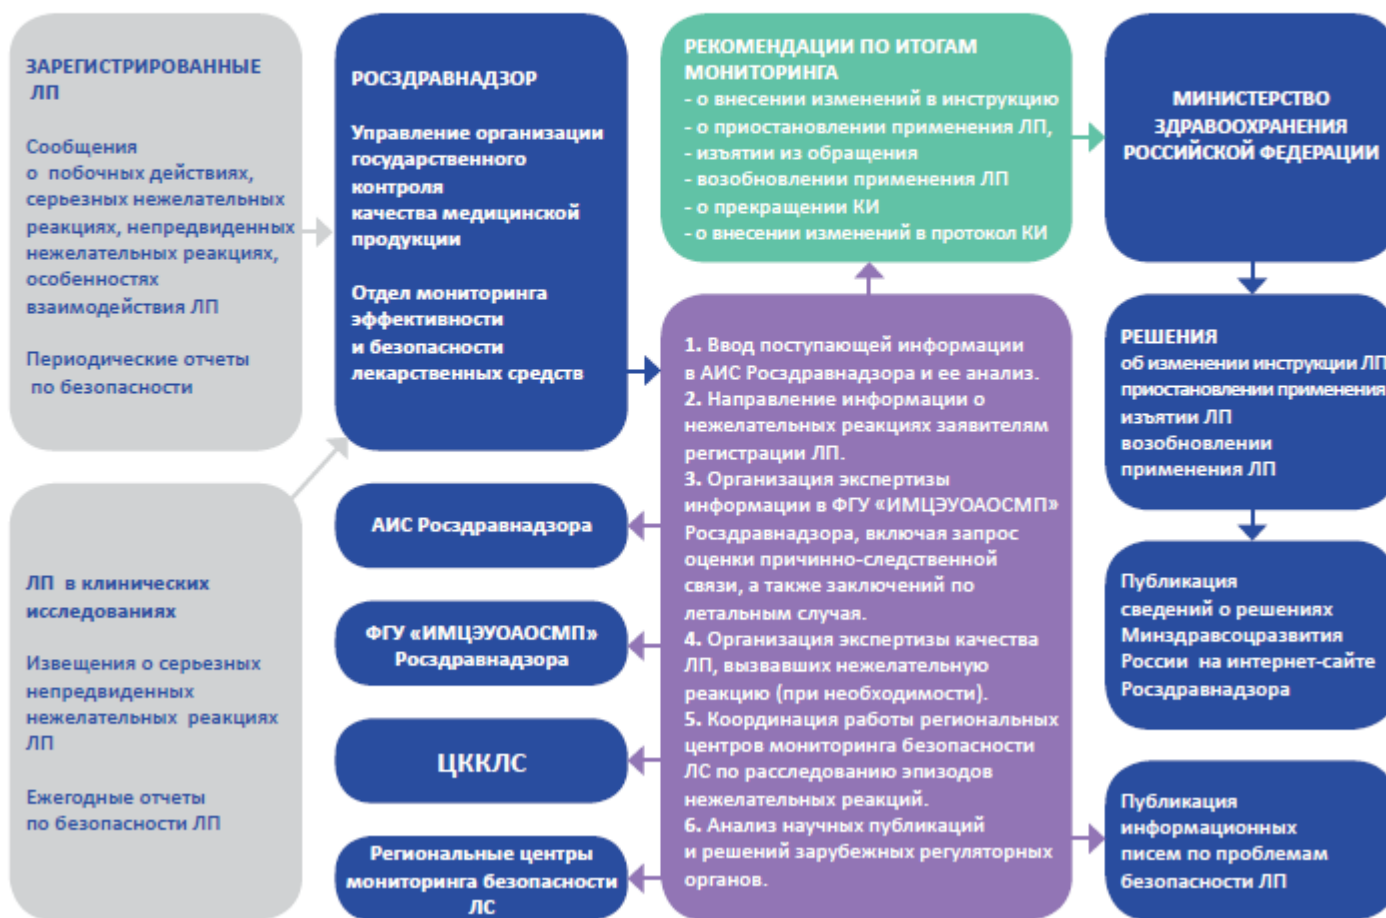 ЗАРЕГИСТРИРОВАННЫЕ
ЛП
Сообщения
о побочных действиях,
серьезных нежелательных
реакциях, непредвиденных
нежелательных реакциях,
особенностях
взаимодействия ЛП
Периодические отчеты
по безопасности
ЛП в клинических
исследованиях
Извещения о серьезных
непредвиденных
нежелательных реакциях
ЛП
Ежегодные отчеты
по безопасности ЛП
РОСЗДРАВНАДЗОР
Управление организации
государственного
контроля
качества медицинской
продукции
Отдел мониторинга
эффективности
и безопасности
лекарственных средств
АИС Росздравнадзора
ФГУ «ИМЦЭУОАОСМП»
Росздравнадзора
ЦККЛС
Региональные центры
мониторинга безопасности
ЛС
РЕКОМЕНДАЦИИ ПО ИТОГАМ
МОНИТОРИНГА
- о внесении изменений в инструкцию
- о приостановлении применения ЛП,
- изъятии из обращения
- возобновлении применения ЛП
- о прекращении КИ
- о внесении изменений в протокол КИ
1. Ввод поступающей информации
в АИС Росздравнадзора и ее анализ.
2. Направление информации о
нежелательных реакциях заявителям
регистрации ЛП.
3. Организация экспертизы
информации в ФГУ «ИМЦЭУОАОСМП»
Росздравнадзора, включая запрос
оценки причинно-следственной
связи, а также заключений по
летальным случая.
4. Организация экспертизы качества
ЛП, вызвавших нежелательную
реакцию (при необходимости).
5. Координация работы региональных
центров мониторинга безопасности
ЛС по расследованию эпизодов
нежелательных реакций.
6. Анализ научных публикаций
и решений зарубежных регуляторных
органов.
МИНИСТЕРСТВО
ЗДРАВООХРАНЕНИЯ
РОССИЙСКОЙ ФЕДЕРАЦИИ
РЕШЕНИЯ
об изменении инструкции ЛП
приостановлении применения
изъятии ЛП
возобновлении
применения ЛП
Публикация
сведений о решениях
Минздравсоцразвития
России на интернет-сайте
Росздравнадзора
Публикация
информационных
писем по проблемам
безопасности ЛП